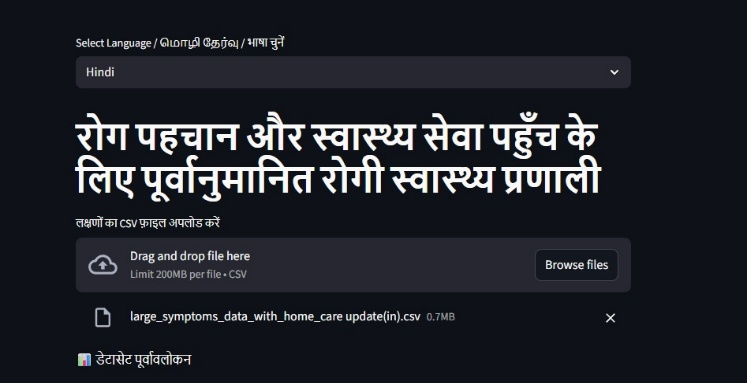 Select Language / மொழி தேர்வு / भाषा चुनें
Hindi
रोग पहचान और स्वास्थ्य सेवा पहुँच के
लिए पूर्वानुमानित रोगी स्वास्थ्य प्रणाली
लक्षणों का CSV फ़ाइल अपलोड करें
Drag and drop file here
Limit 200MB per file • CSV
Browse files
large_symptoms_data_with_home_care update(in).csv 0.7MB
डेटासेट पूर्वावलोकन